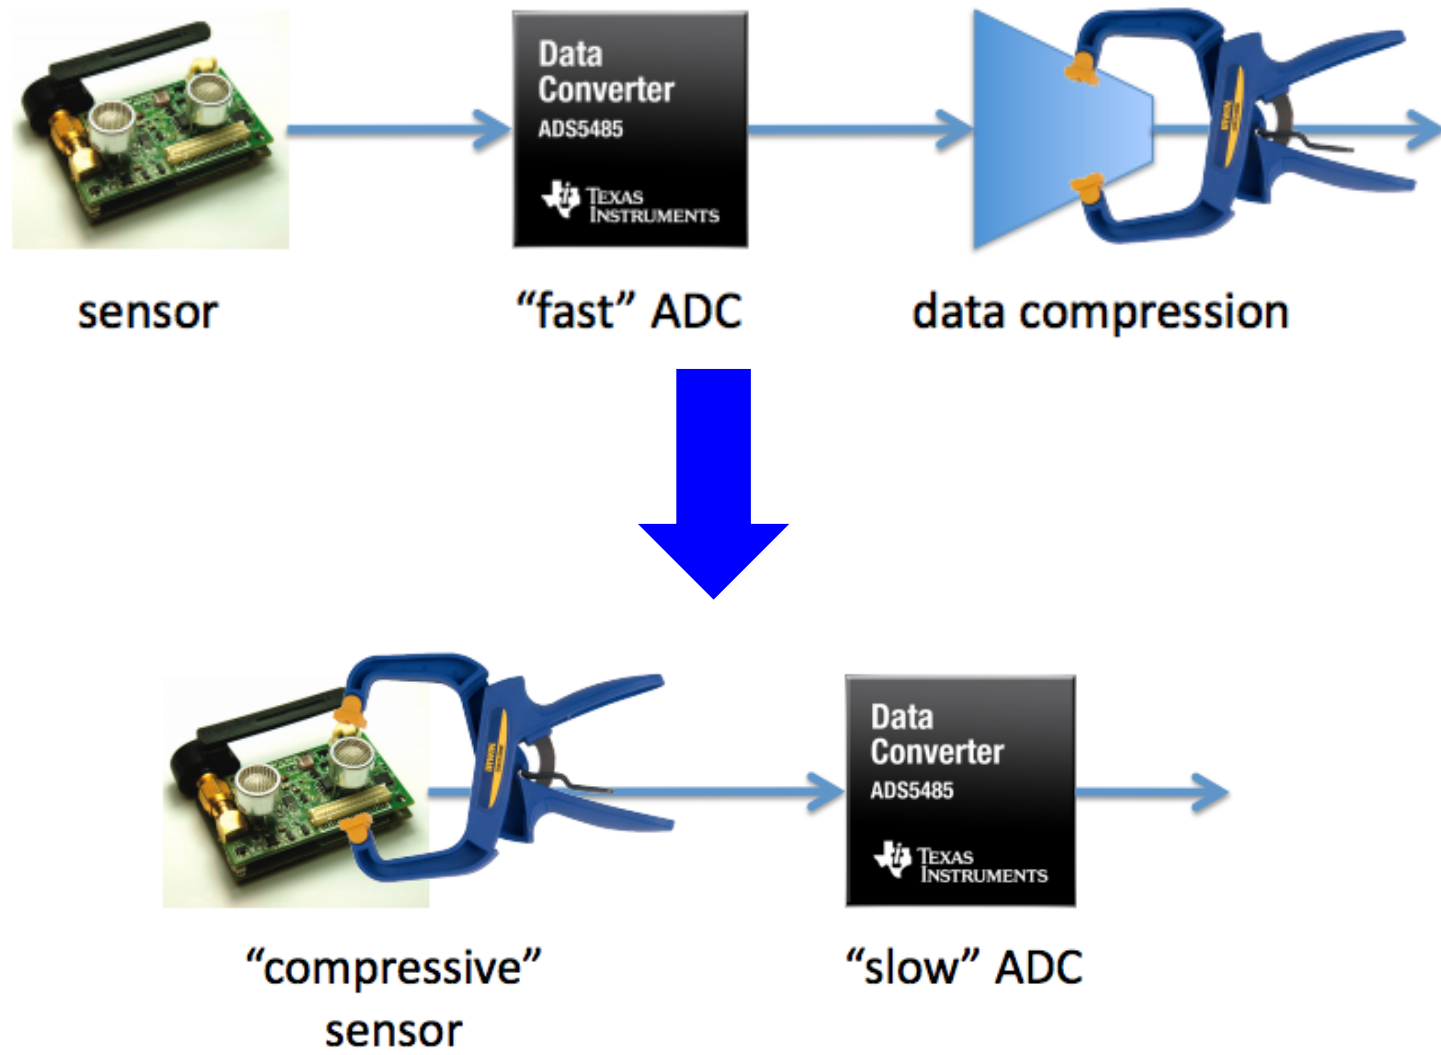 Data
Converter
ADS5485
TEXAS
INSTRUMENTS
sensor
“fast” ADC
data compression
Data
Converter
ADS5485
TEXAS
INSTRUMENTS
“compressive”
sensor
“slow” ADC